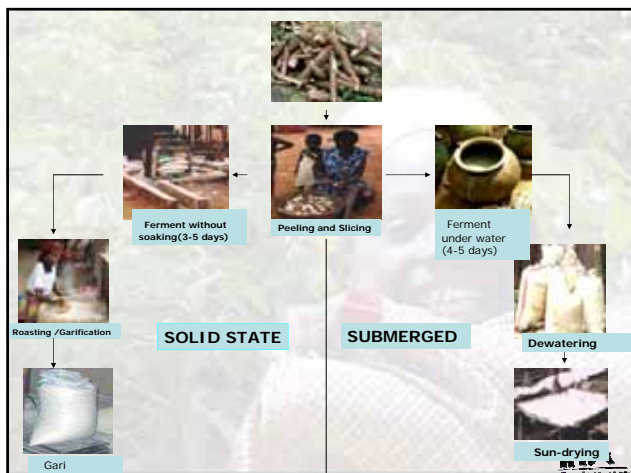 Ferment without
soaking(3-5 days)
Peeling and Slicing
Ferment
under water
(4-5 days)
Roasting /Garification
SOLID STATE
SUBMERGED
Dewatering
Gari
Sun-drying